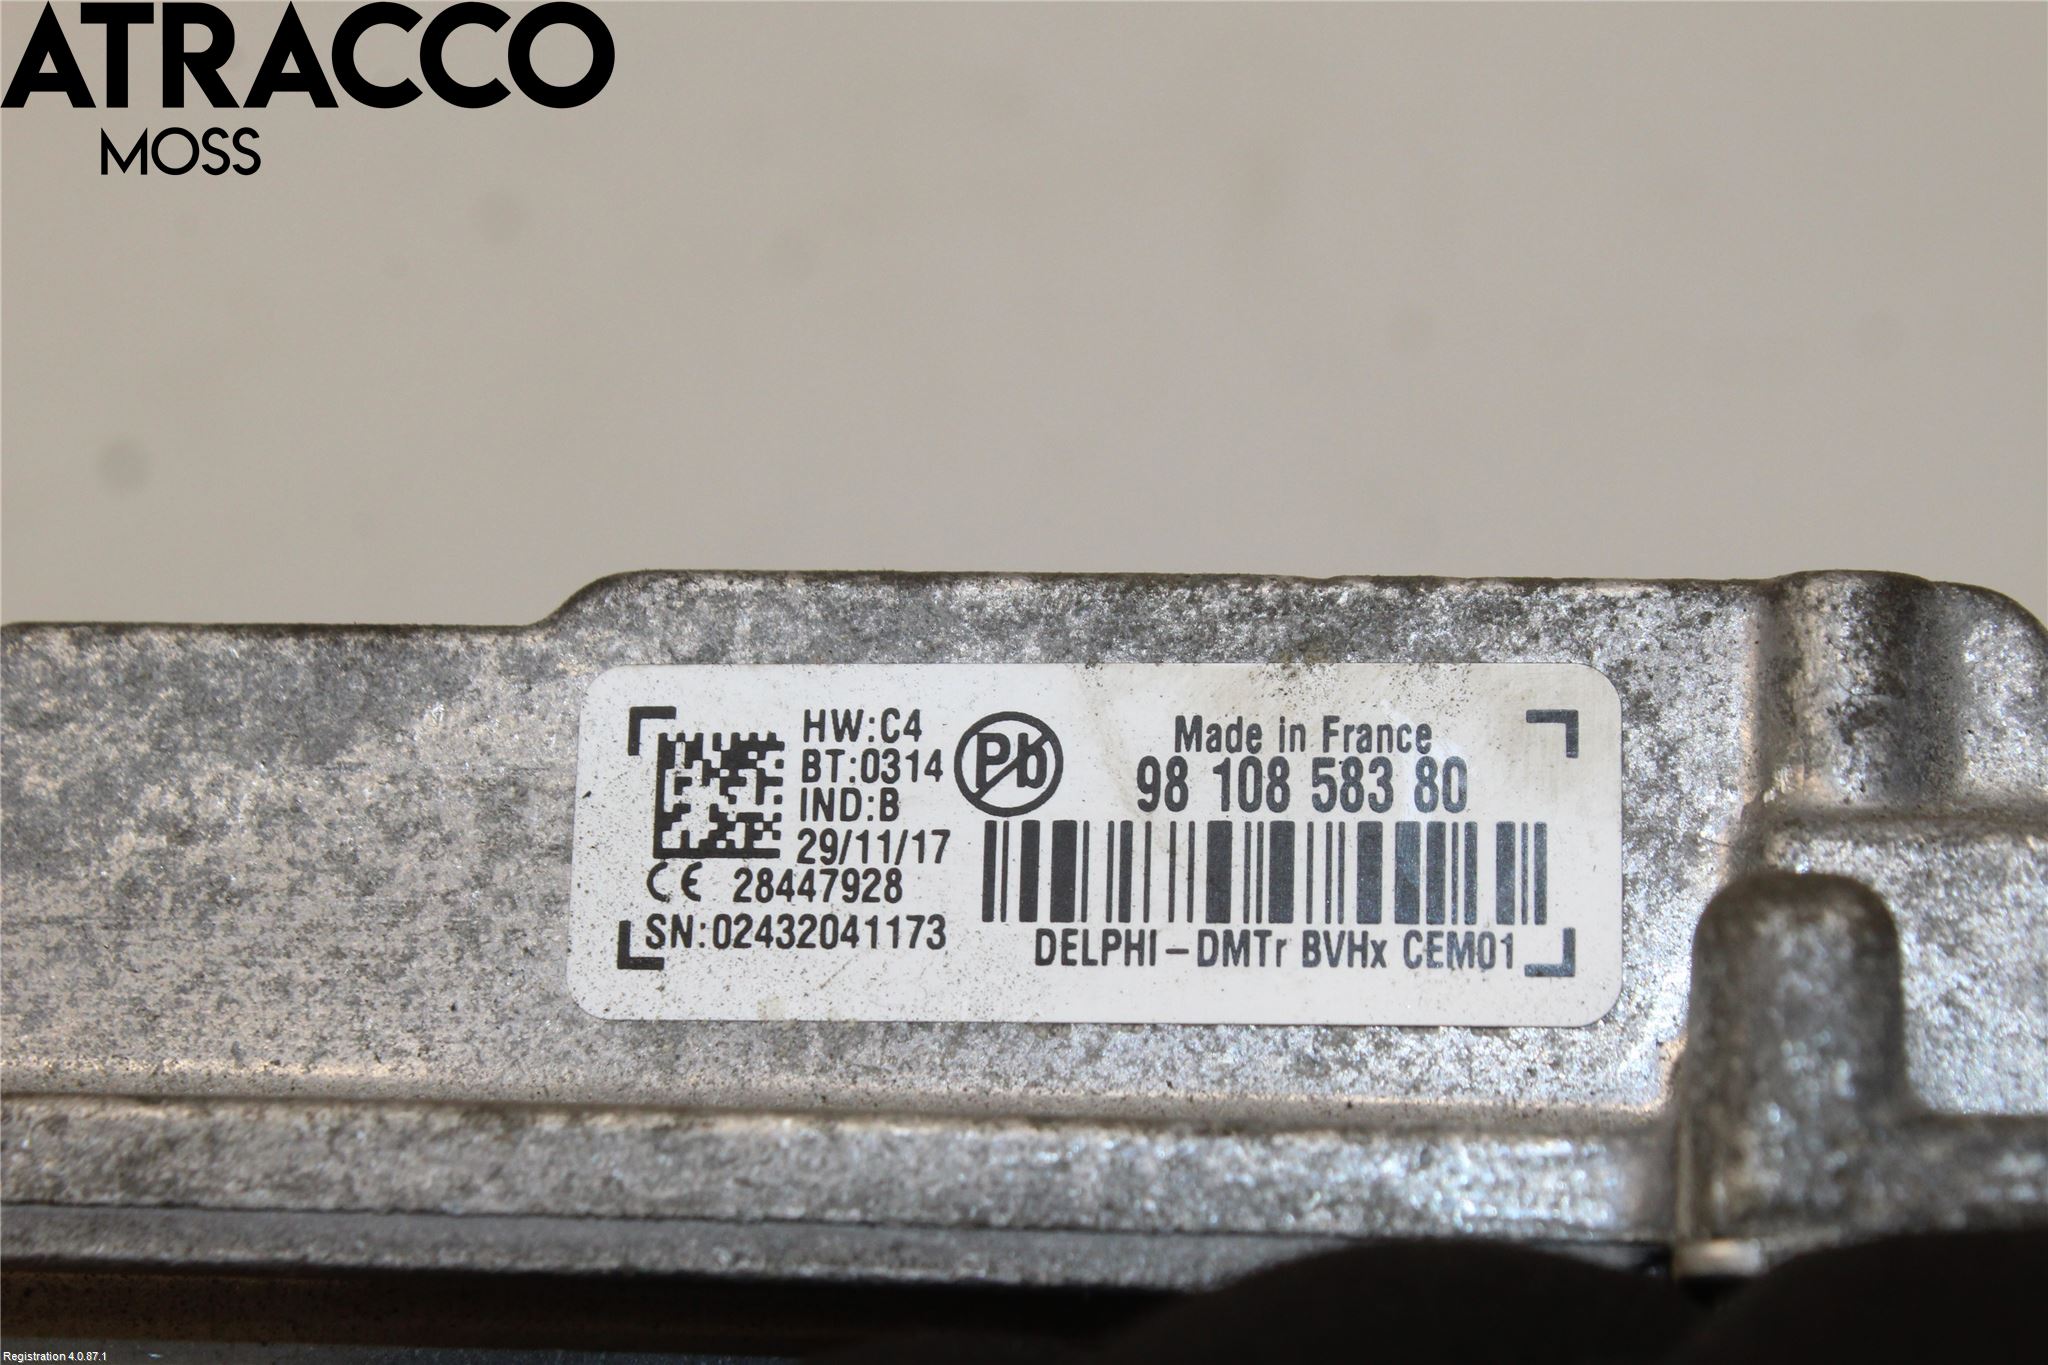 ATRACCO
MOSS
HW:C4
BT:0314
IND:B
29/11/17
CE 28447928
SN:02432041173
Pb
Made in France
98 108 583 80
DELPHI-DMTr BVHx CEM01
Registration 4.0.87.1